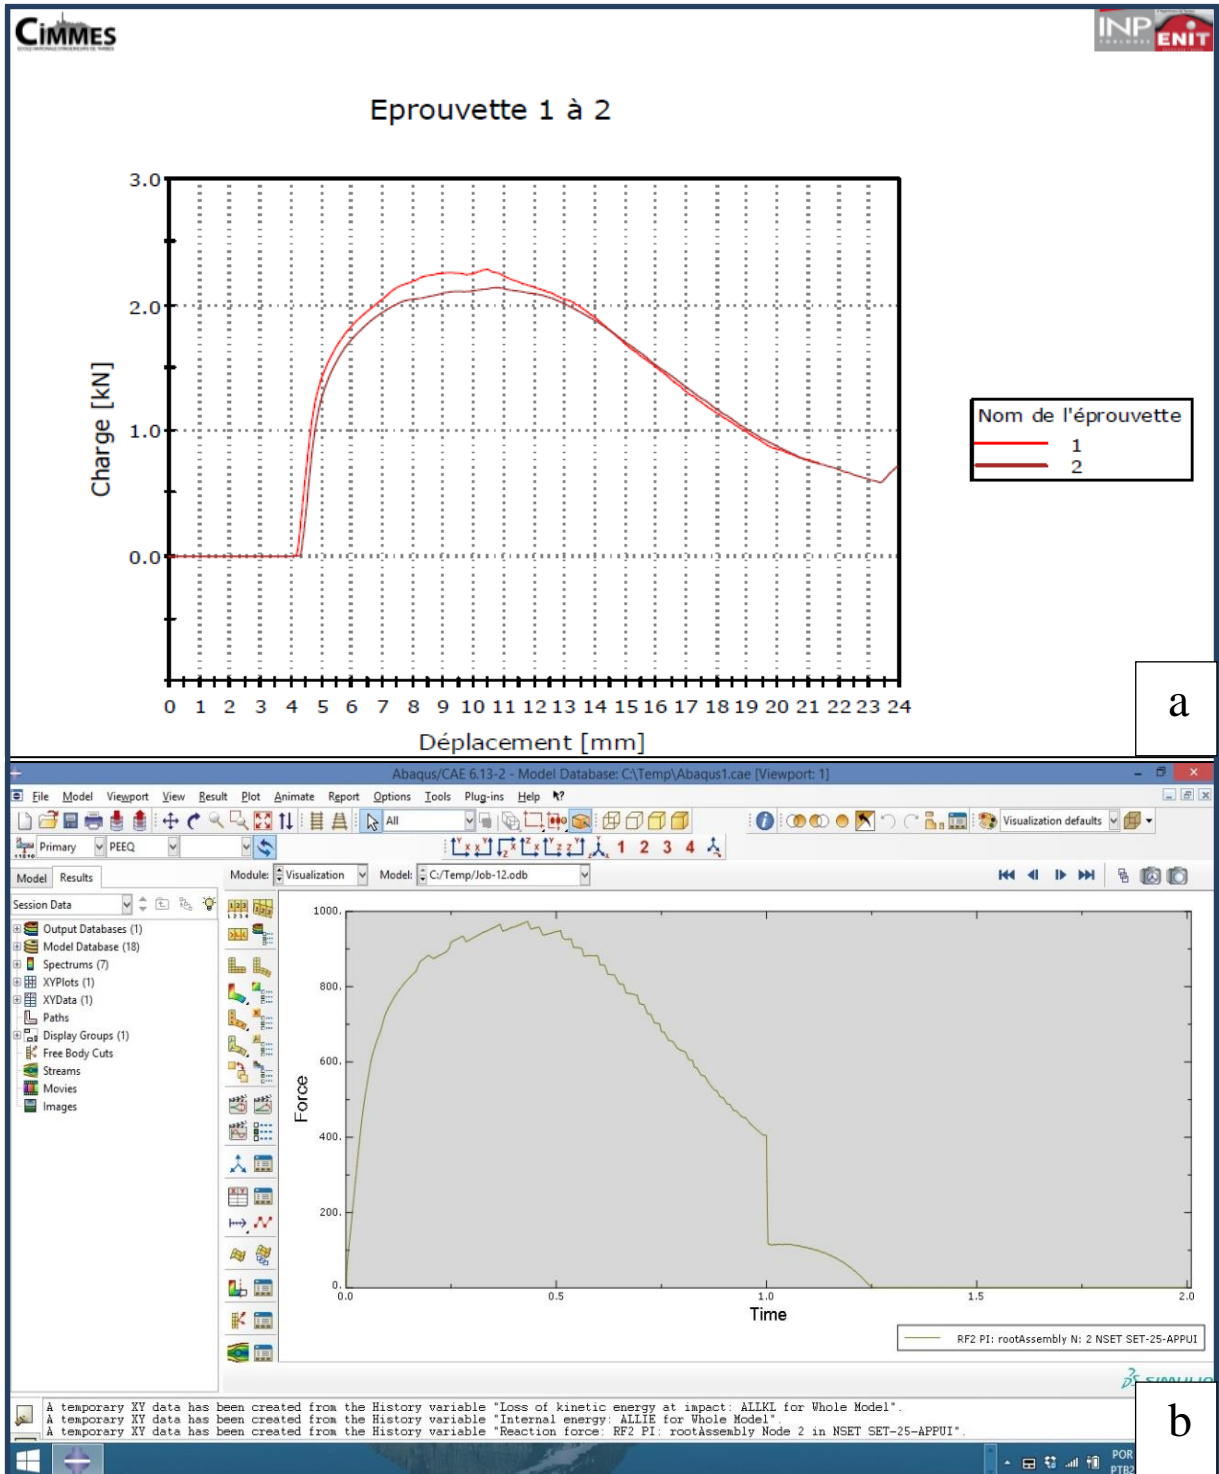 CIMMES
INP
ENIT
Eprouvette 1 à 2
3.0
2.0
1.0
0.0
Charge [kN]
0 1 2 3 4 5 6 7 8 9 10 11 12 13 14 15 16 17 18 19 20 21 22 23 24
Déplacement [mm]
Nom de l'éprouvette
1
2
a
Abaqus/CAE 6.13-2 - Model Database: C:\Temp\Abaqus1.cae [Viewport: 1]
File Model Viewport View Result Plot Animate Report Options Tools Plug-ins Help
All
Visualization defaults
Primary PEEQ
1 2 3 4
Model Results
Module: Visualization Model: C:/Temp/Job-12.odb
Session Data
Output Databases (1)
Model Database (18)
Spectrums (7)
XYPlots (1)
XYData (1)
Paths
Display Groups (1)
Free Body Cuts
Streams
Movies
Images
1000.
800.
600.
400.
200.
0.
Force
0.0 0.5 1.0 1.5 2.0
Time
RF2 PI: rootAssembly N: 2 NSET SET-25-APPUI
A temporary XY data has been created from the History variable "Loss of kinetic energy at impact: ALLKL for Whole Model".
A temporary XY data has been created from the History variable "Internal energy: ALLIE for Whole Model".
A temporary XY data has been created from the History variable "Reaction force: RF2 PI: rootAssembly Node 2 in NSET SET-25-APPUI".
b
POR
PTB2